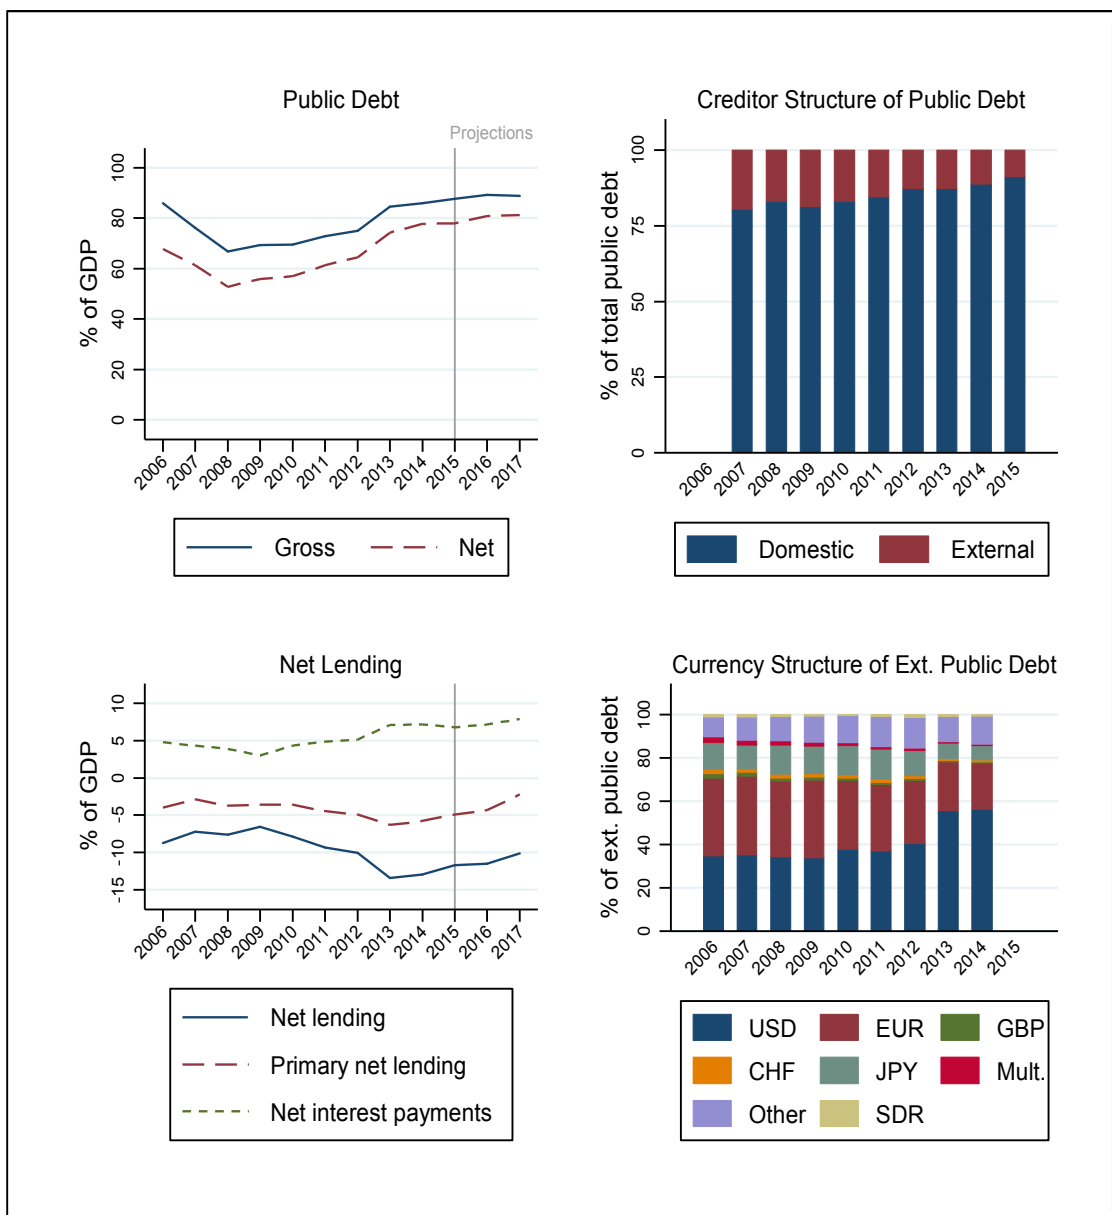 Public Debt
Projections
% of GDP
100
80
60
40
20
0
2006 2007 2008 2009 2010 2011 2012 2013 2014 2015 2016 2017
Gross Net
Creditor Structure of Public Debt
% of total public debt
100
75
50
25
0
2006 2007 2008 2009 2010 2011 2012 2013 2014 2015
Domestic External
Net Lending
% of GDP
10
5
0
-5
-10
-15
2006 2007 2008 2009 2010 2011 2012 2013 2014 2015 2016 2017
Net lending
Primary net lending
Net interest payments
Currency Structure of Ext. Public Debt
% of ext. public debt
100
80
60
40
20
0
2006 2007 2008 2009 2010 2011 2012 2013 2014 2015
USD EUR GBP
CHF JPY Mult.
Other SDR